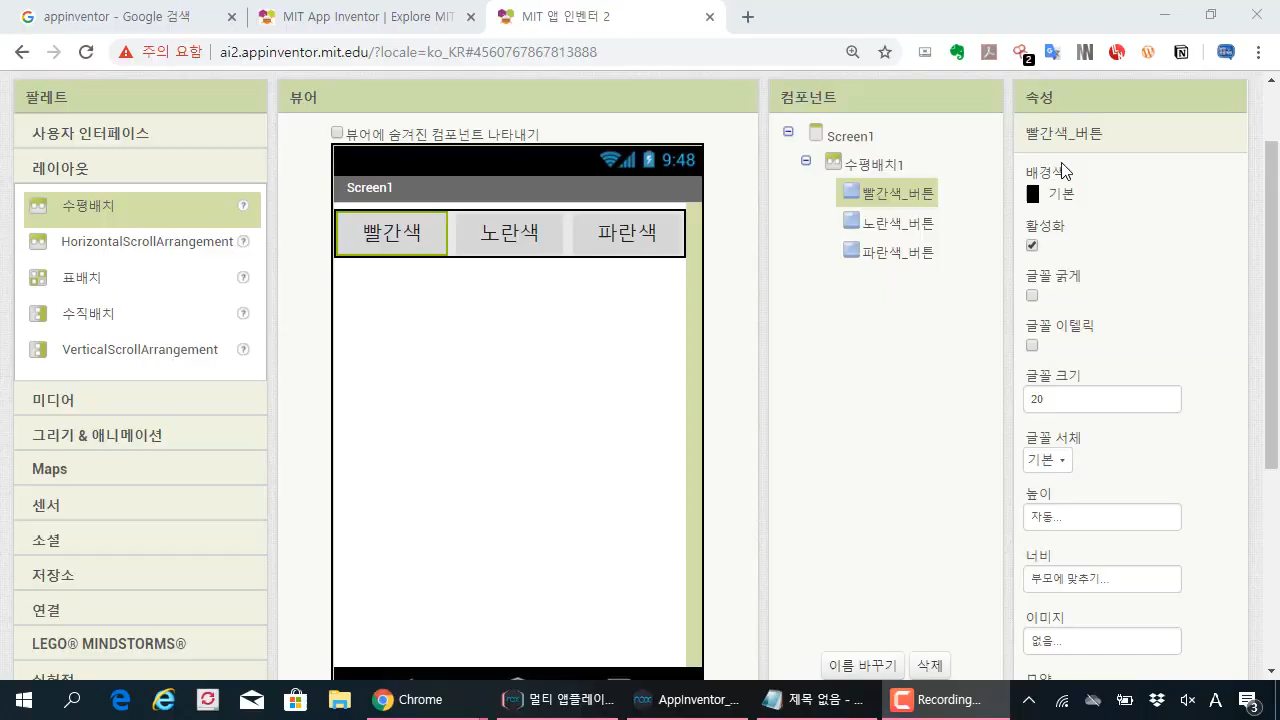 appinventor - Google 검색
MIT App Inventor | Explore MIT
MIT 앱 인벤터 2
주의 요함
ai2.appinventor.mit.edu/?locale=ko_KR#4560767867813888
2
팔레트
사용자 인터페이스
레이아웃
수평배치
HorizontalScrollArrangement
표배치
수직배치
VerticalScrollArrangement
미디어
그리기 & 애니메이션
Maps
센서
소셜
저장소
연결
LEGO® MINDSTORMS®
뷰어
뷰어에 숨겨진 컴포넌트 나타내기
9:48
Screen1
빨간색 노란색 파란색
컴포넌트
Screen1
수평배치1
빨간색_버튼
노란색_버튼
파란색_버튼
이름 바꾸기 삭제
속성
빨간색_버튼
기본
활성화
글꼴 굵게
글꼴 이텔릭
글꼴 크기
20
글꼴 서체
기본
높이
자동...
너비
부모에 맞추기...
이미지
없음...
Chrome
멀티 앱플레이...
Appinventor_...
제목 없음 - ...
Recording...
A
3